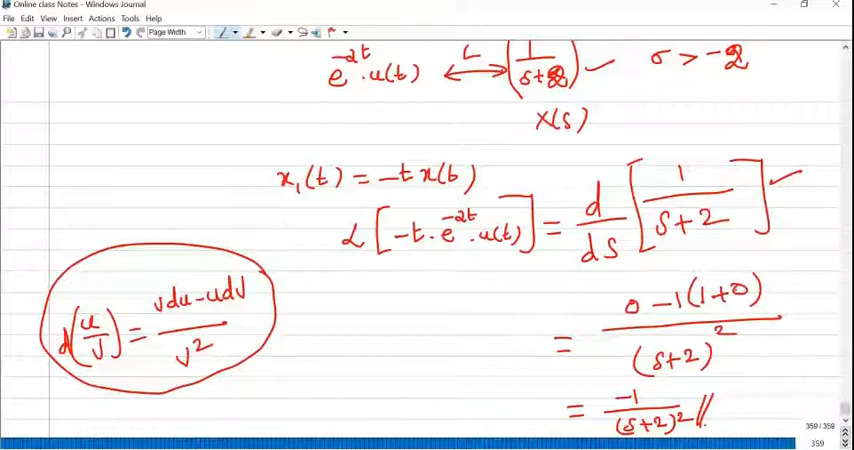 Online class Notes - Windows Journal
File Edit View Insert Actions Tools Help
Page Width
e^{-2t}.u(t) ⟷ L (1/(s+2)) ✓ σ > -2
X(s)
x₁(t) = -t x(t)
L[-t.e^{-2t}.u(t)] = d/ds [1/(s+2)] ✓
d(u/v) = (vdu-udv)/v²
= (0-1(1+0))/(s+2)²
= -1/(s+2)² //
359 / 359
359